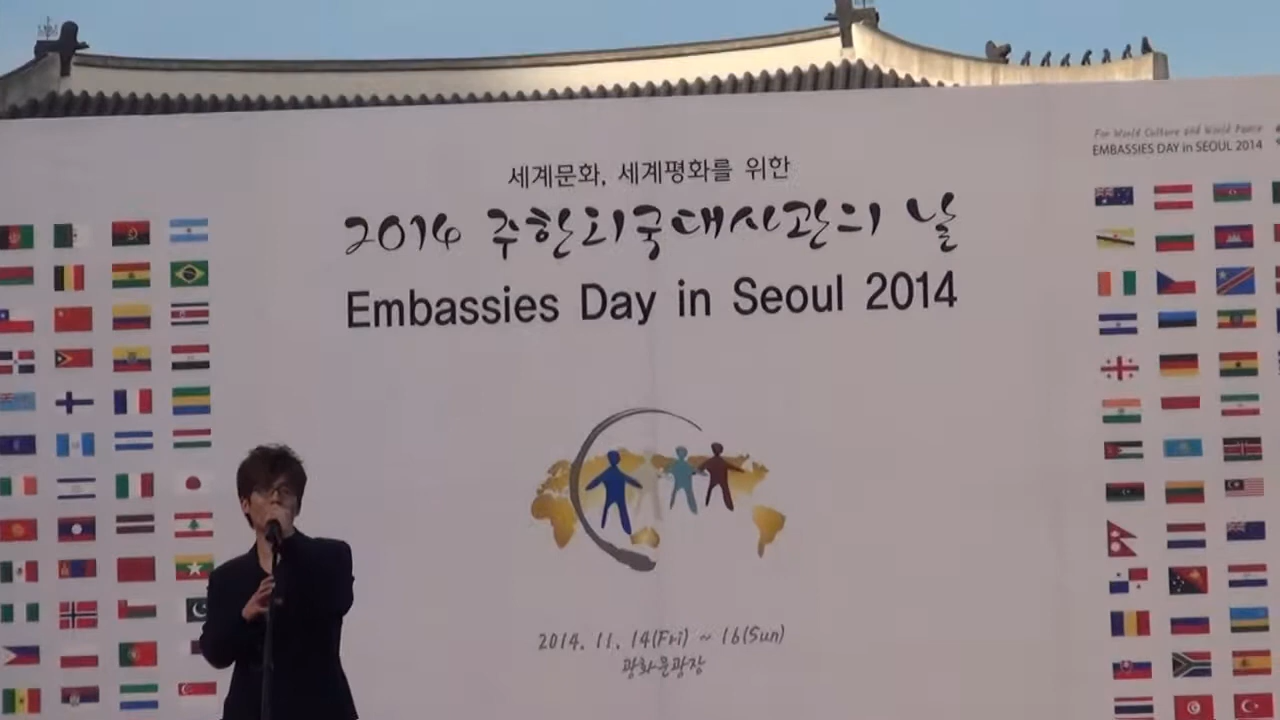 세계문화, 세계평화를 위한
2014 주한외국대사관의 날
Embassies Day in Seoul 2014
For World Culture and World Peace
EMBASSIES DAY in SEOUL 2014
2014. 11. 14(Fri) ~ 16(Sun)
광화문광장